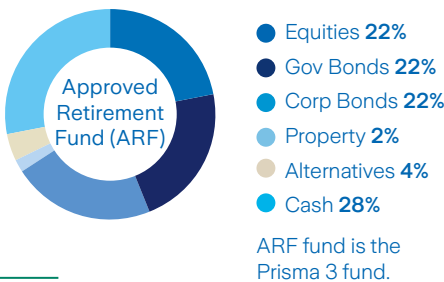 Approved
Retirement
Fund (ARF)
Equities 22%
Gov Bonds 22%
Corp Bonds 22%
Property 2%
Alternatives 4%
Cash 28%
ARF fund is the
Prisma 3 fund.